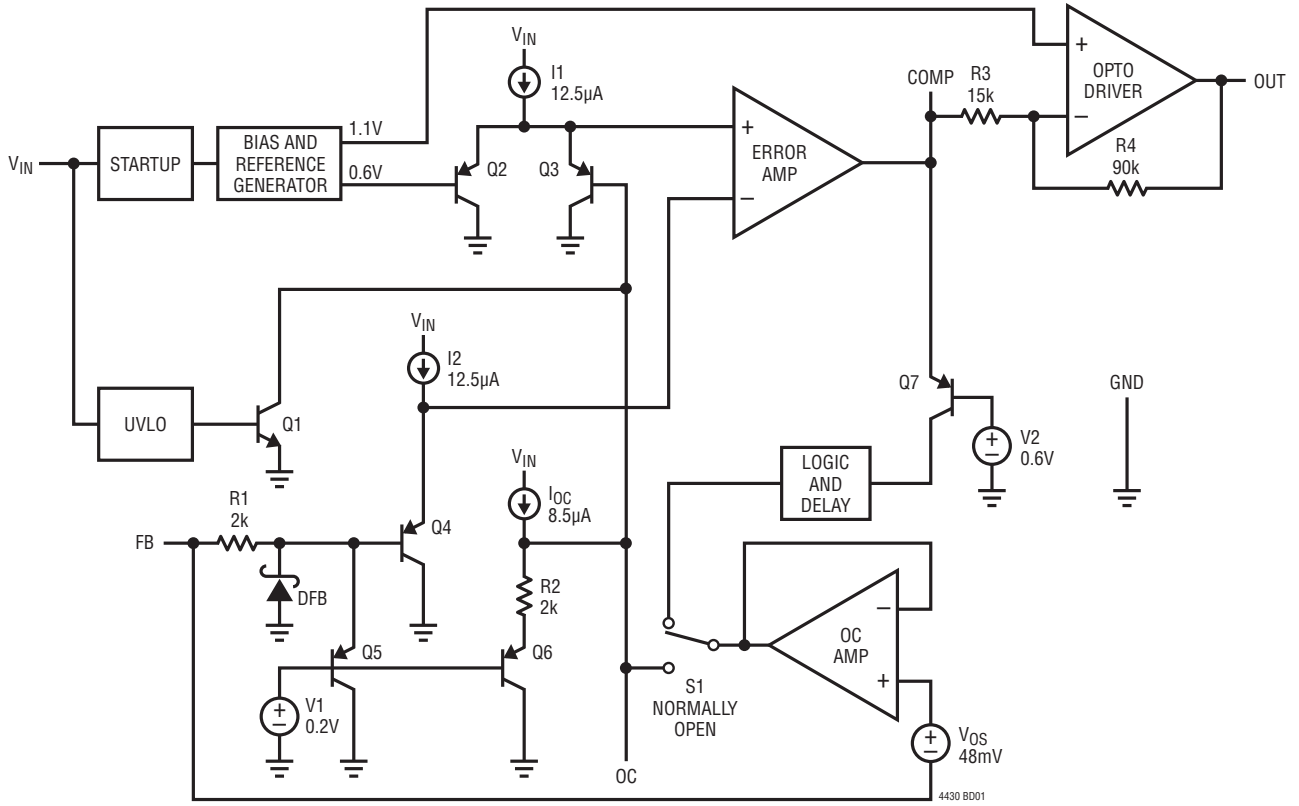 VIN
I1
12.5µA
COMP
R3
15k
+
−
OPTO
DRIVER
OUT
R4
90k
VIN
STARTUP
BIAS AND
REFERENCE
GENERATOR
1.1V
0.6V
Q2
Q3
+
−
ERROR
AMP
VIN
I2
12.5µA
UVLO
Q1
Q7
+
−
V2
0.6V
GND
LOGIC
AND
DELAY
VIN
IOC
8.5µA
FB
R1
2k
DFB
Q4
R2
2k
Q5
Q6
+
−
V1
0.2V
S1
NORMALLY
OPEN
OC
AMP
−
+
+
−
VOS
48mV
OC
4430 BD01